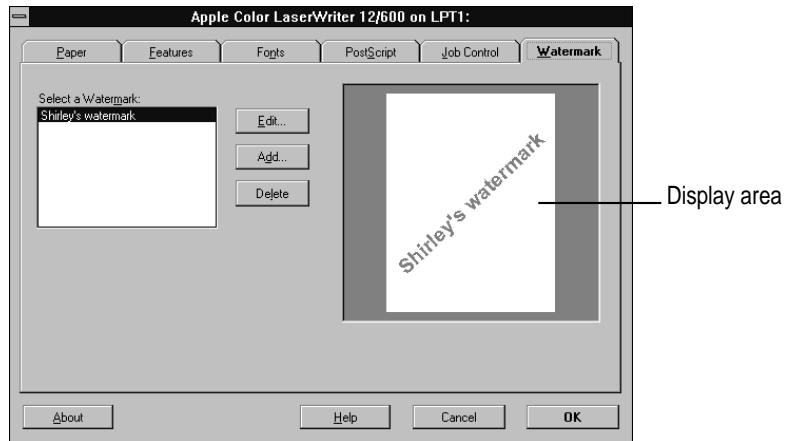 Apple Color LaserWriter 12/600 on LPT1:
Paper Features Fonts PostScript Job Control Watermark
Select a Watermark:
Shirley's watermark
Edit...
Add...
Delete
Shirley's watermark
Display area
About Help Cancel OK